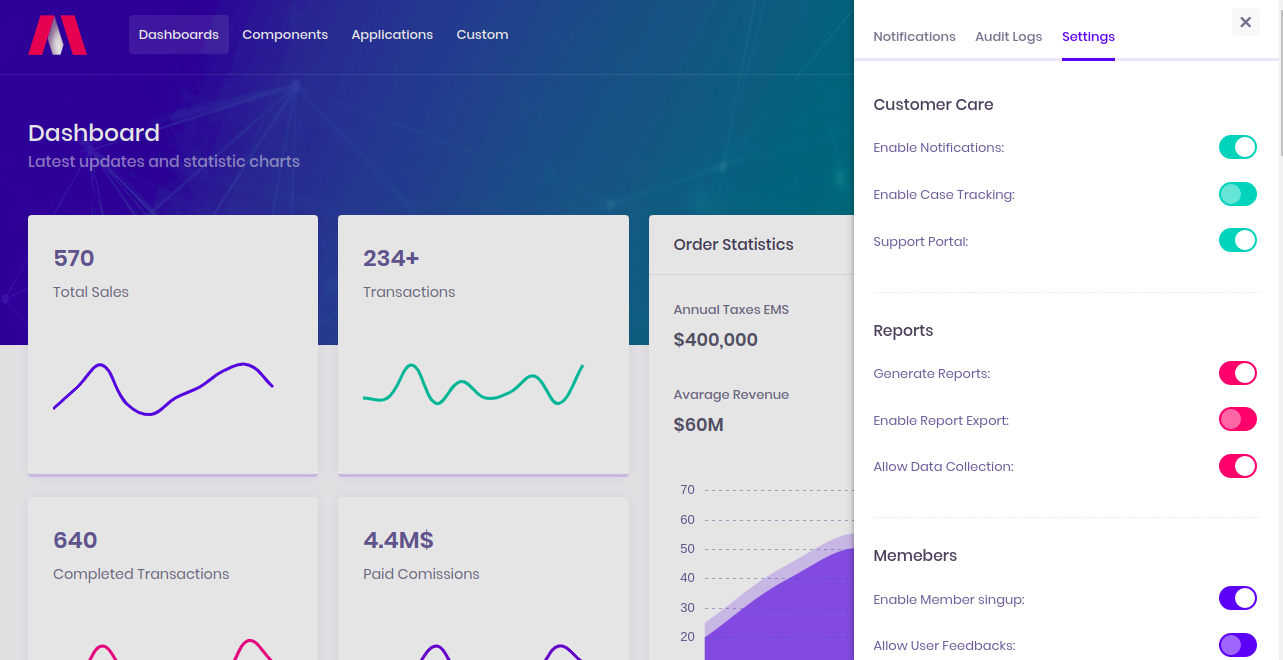 Dashboards Components Applications Custom
Dashboard
Latest updates and statistic charts
570
Total Sales
234+
Transactions
640
Completed Transactions
4.4M$
Paid Comissions
Order Statistics
Annual Taxes EMS
$400,000
Avarage Revenue
$60M
70
60
50
40
30
20
Notifications Audit Logs Settings
Customer Care
Enable Notifications:
Enable Case Tracking:
Support Portal:
Reports
Generate Reports:
Enable Report Export:
Allow Data Collection:
Memebers
Enable Member singup:
Allow User Feedbacks: